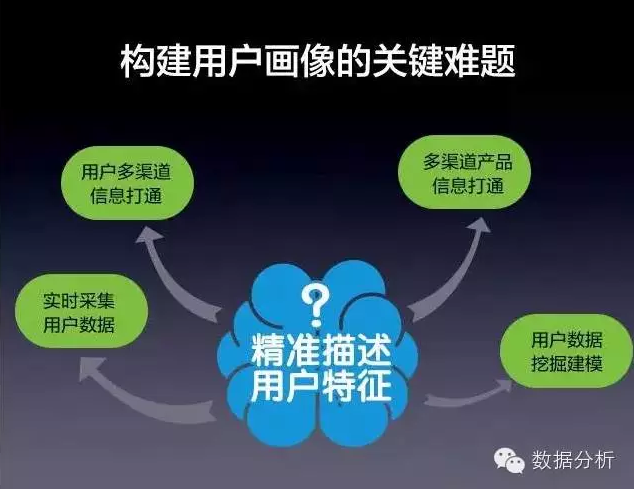 构建用户画像的关键难题
用户多渠道
信息打通
多渠道产品
信息打通
实时采集
用户数据
?
精准描述
用户特征
用户数据
挖掘建模
数据分析